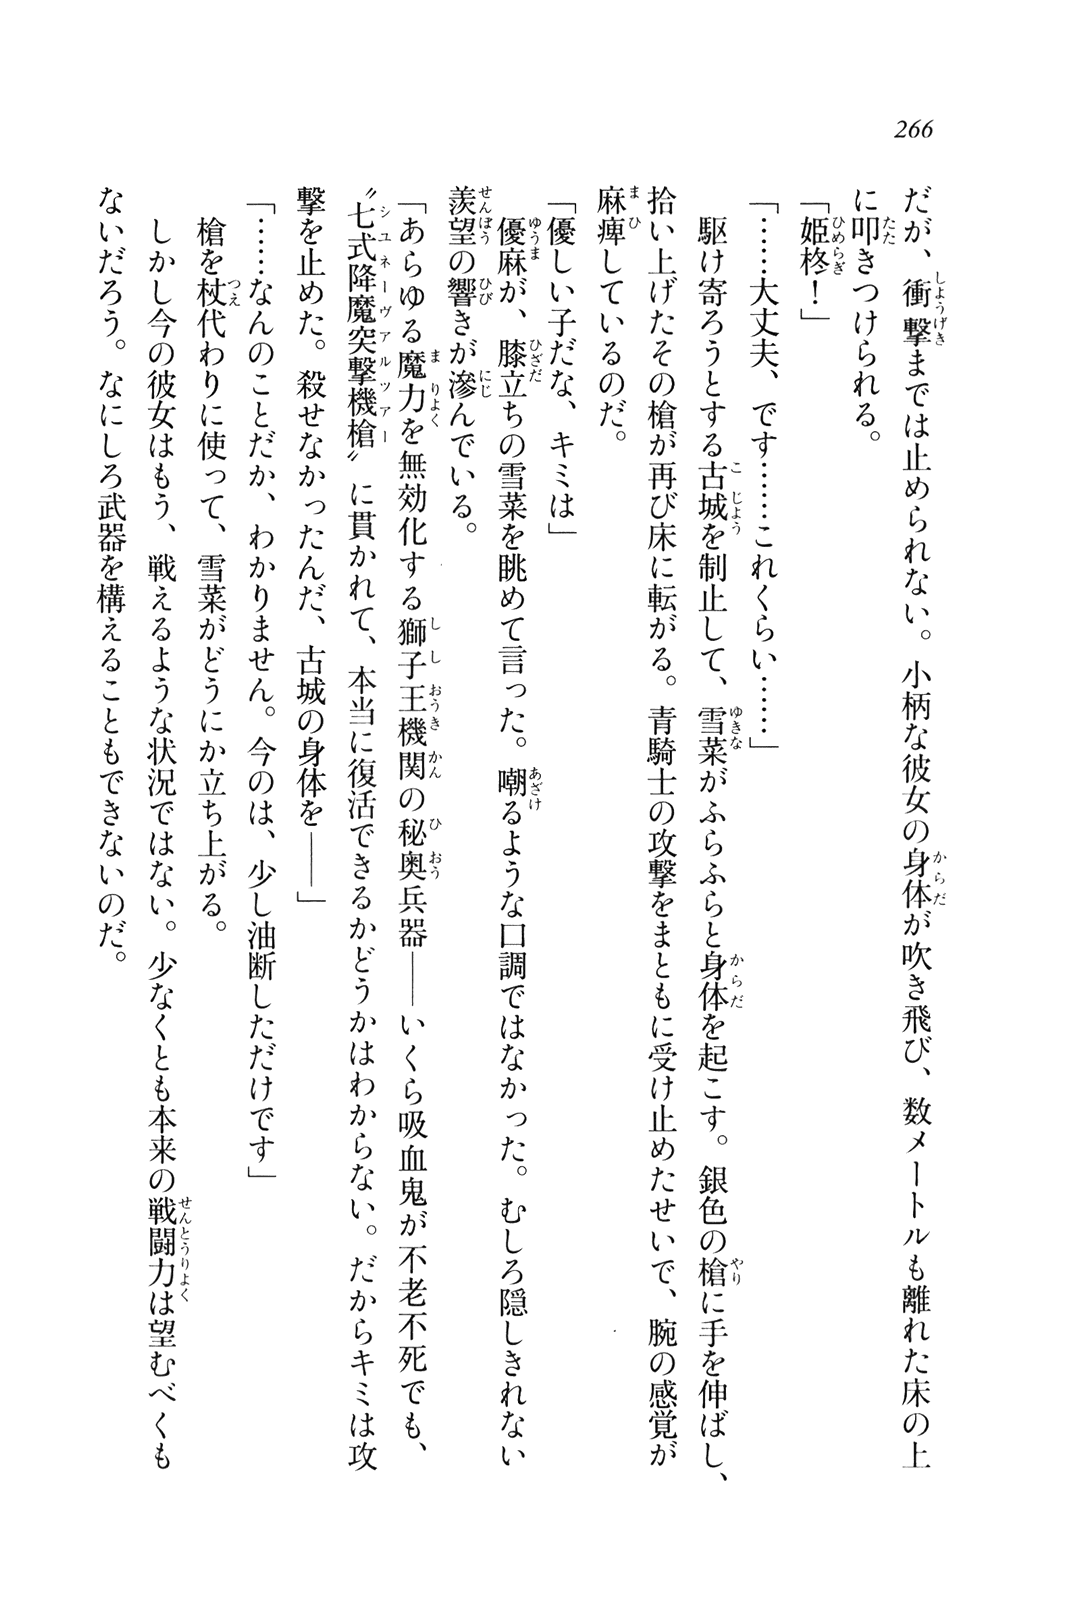 266
だが、衝撃までは止められない。小柄な彼女の身体が吹き飛び、数メートルも離れた床の上
に叩きつけられる。
「姫柊！」
「……大丈夫、です……これくらい……」
駆け寄ろうとする古城を制止して、雪菜がふらふらと身体を起こす。銀色の槍に手を伸ばし、
拾い上げたその槍が再び床に転がる。青騎士の攻撃をまともに受け止めたせいで、腕の感覚が
麻痺しているのだ。
「優しい子だな、キミは」
優麻が、膝立ちの雪菜を眺めて言った。嘲るような口調ではなかった。むしろ隠しきれない
羨望の響きが滲んでいる。
「あらゆる魔力を無効化する獅子王機関の秘奥兵器――いくら吸血鬼が不老不死でも、
〝七式降魔突撃機槍〟に貫かれて、本当に復活できるかどうかはわからない。だからキミは攻
撃を止めた。殺せなかったんだ、古城の身体を――」
「……なんのことだか、わかりません。今のは、少し油断しただけです」
槍を杖代わりに使って、雪菜がどうにか立ち上がる。
しかし今の彼女はもう、戦えるような状況ではない。少なくとも本来の戦闘力は望むべくも
ないだろう。なにしろ武器を構えることもできないのだ。